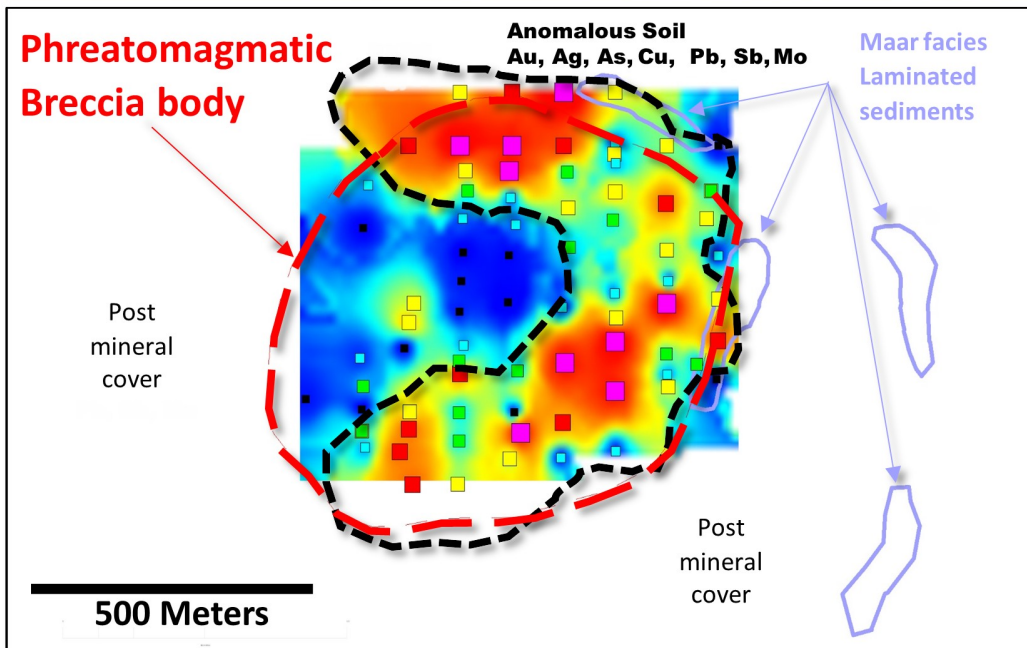 Phreatomagmatic
Breccia body
Anomalous Soil
Au, Ag, As, Cu, Pb, Sb, Mo
Maar facies
Laminated
sediments
Post
mineral
cover
Post
mineral
cover
500 Meters